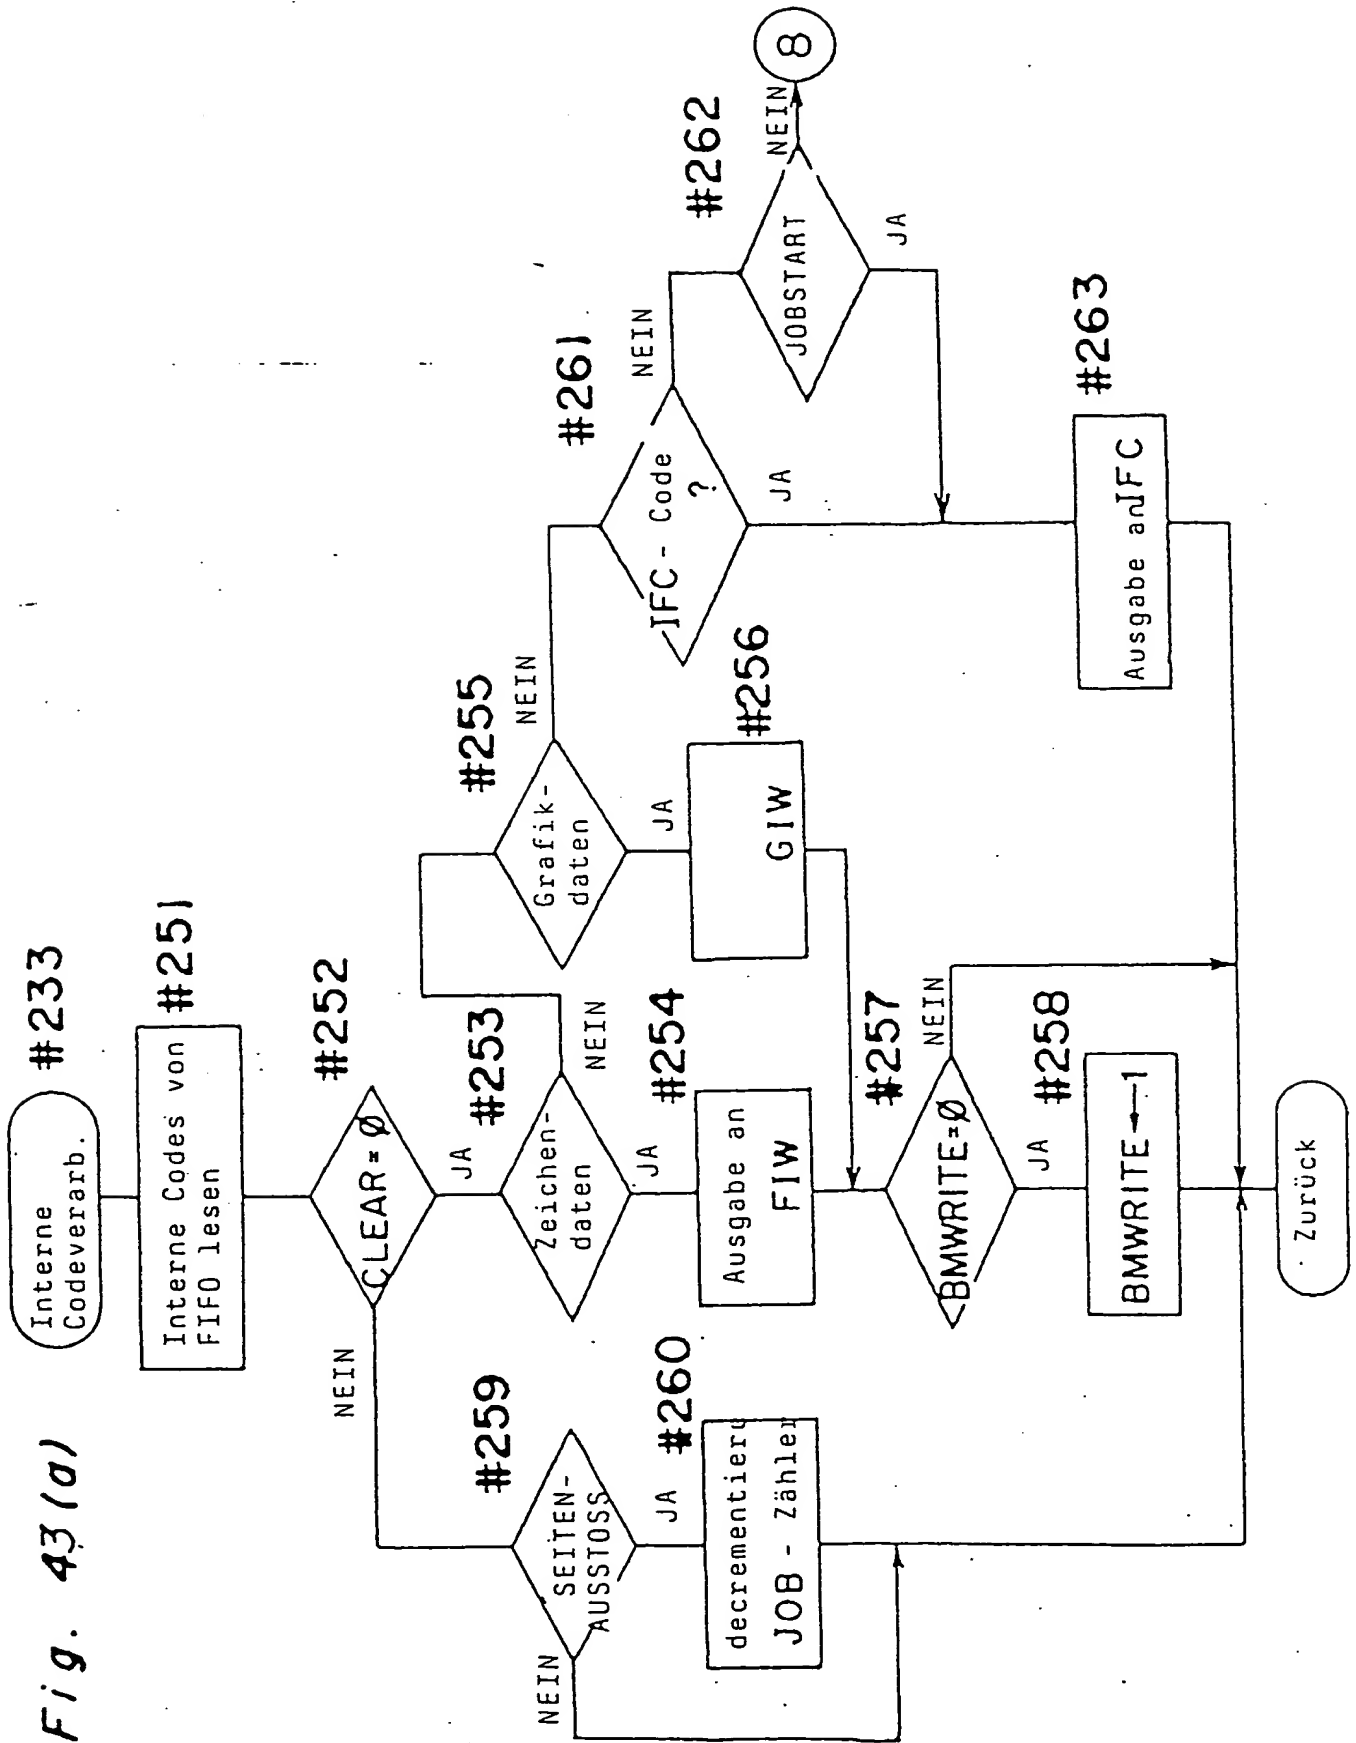 Fig. 43(a)
Interne
Codeverarb.
#233
Interne Codes von
FIFO lesen
#251
CLEAR=Ø
#252
NEIN
JA
SEITEN-
AUSSTOSS
#259
NEIN
JA
decrementiere
JOB - Zähler
#260
Zeichen-
daten
#253
NEIN
JA
Ausgabe an
FIW
#254
Grafik-
daten
#255
NEIN
JA
GIW
#256
BMWRITE=Ø
#257
NEIN
JA
BMWRITE←1
#258
IFC- Code
?
#261
NEIN
JA
JOBSTART
#262
NEIN
8
JA
Ausgabe anIFC
#263
Zurück